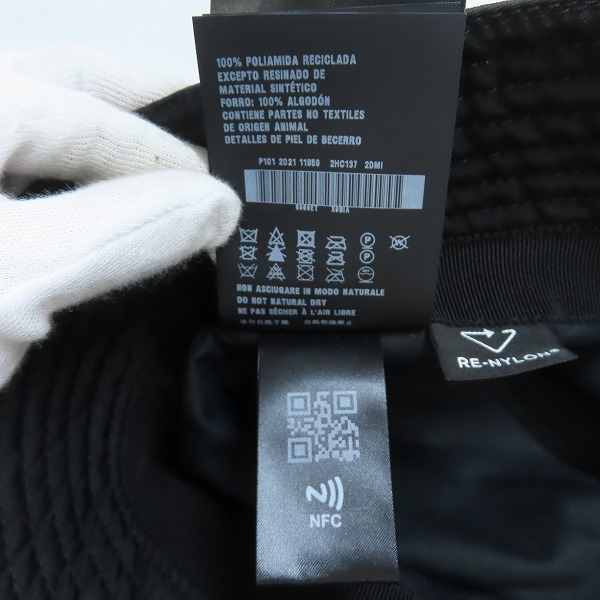 100% POLIAMIDA RECICLADA
EXCEPTO RESINADO DE
MATERIAL SINTÉTICO
FORRO: 100% ALGODÓN
CONTIENE PARTES NO TEXTILES
DE ORIGEN ANIMAL
DETALLES DE PIEL DE BECERRO
P101 2021 11859 2HC137 2DMI
NON ASCIUGARE IN MODO NATURALE
DO NOT NATURAL DRY
NE PAS SÉCHER À L'AIR LIBRE
RE-NYLON®
NFC